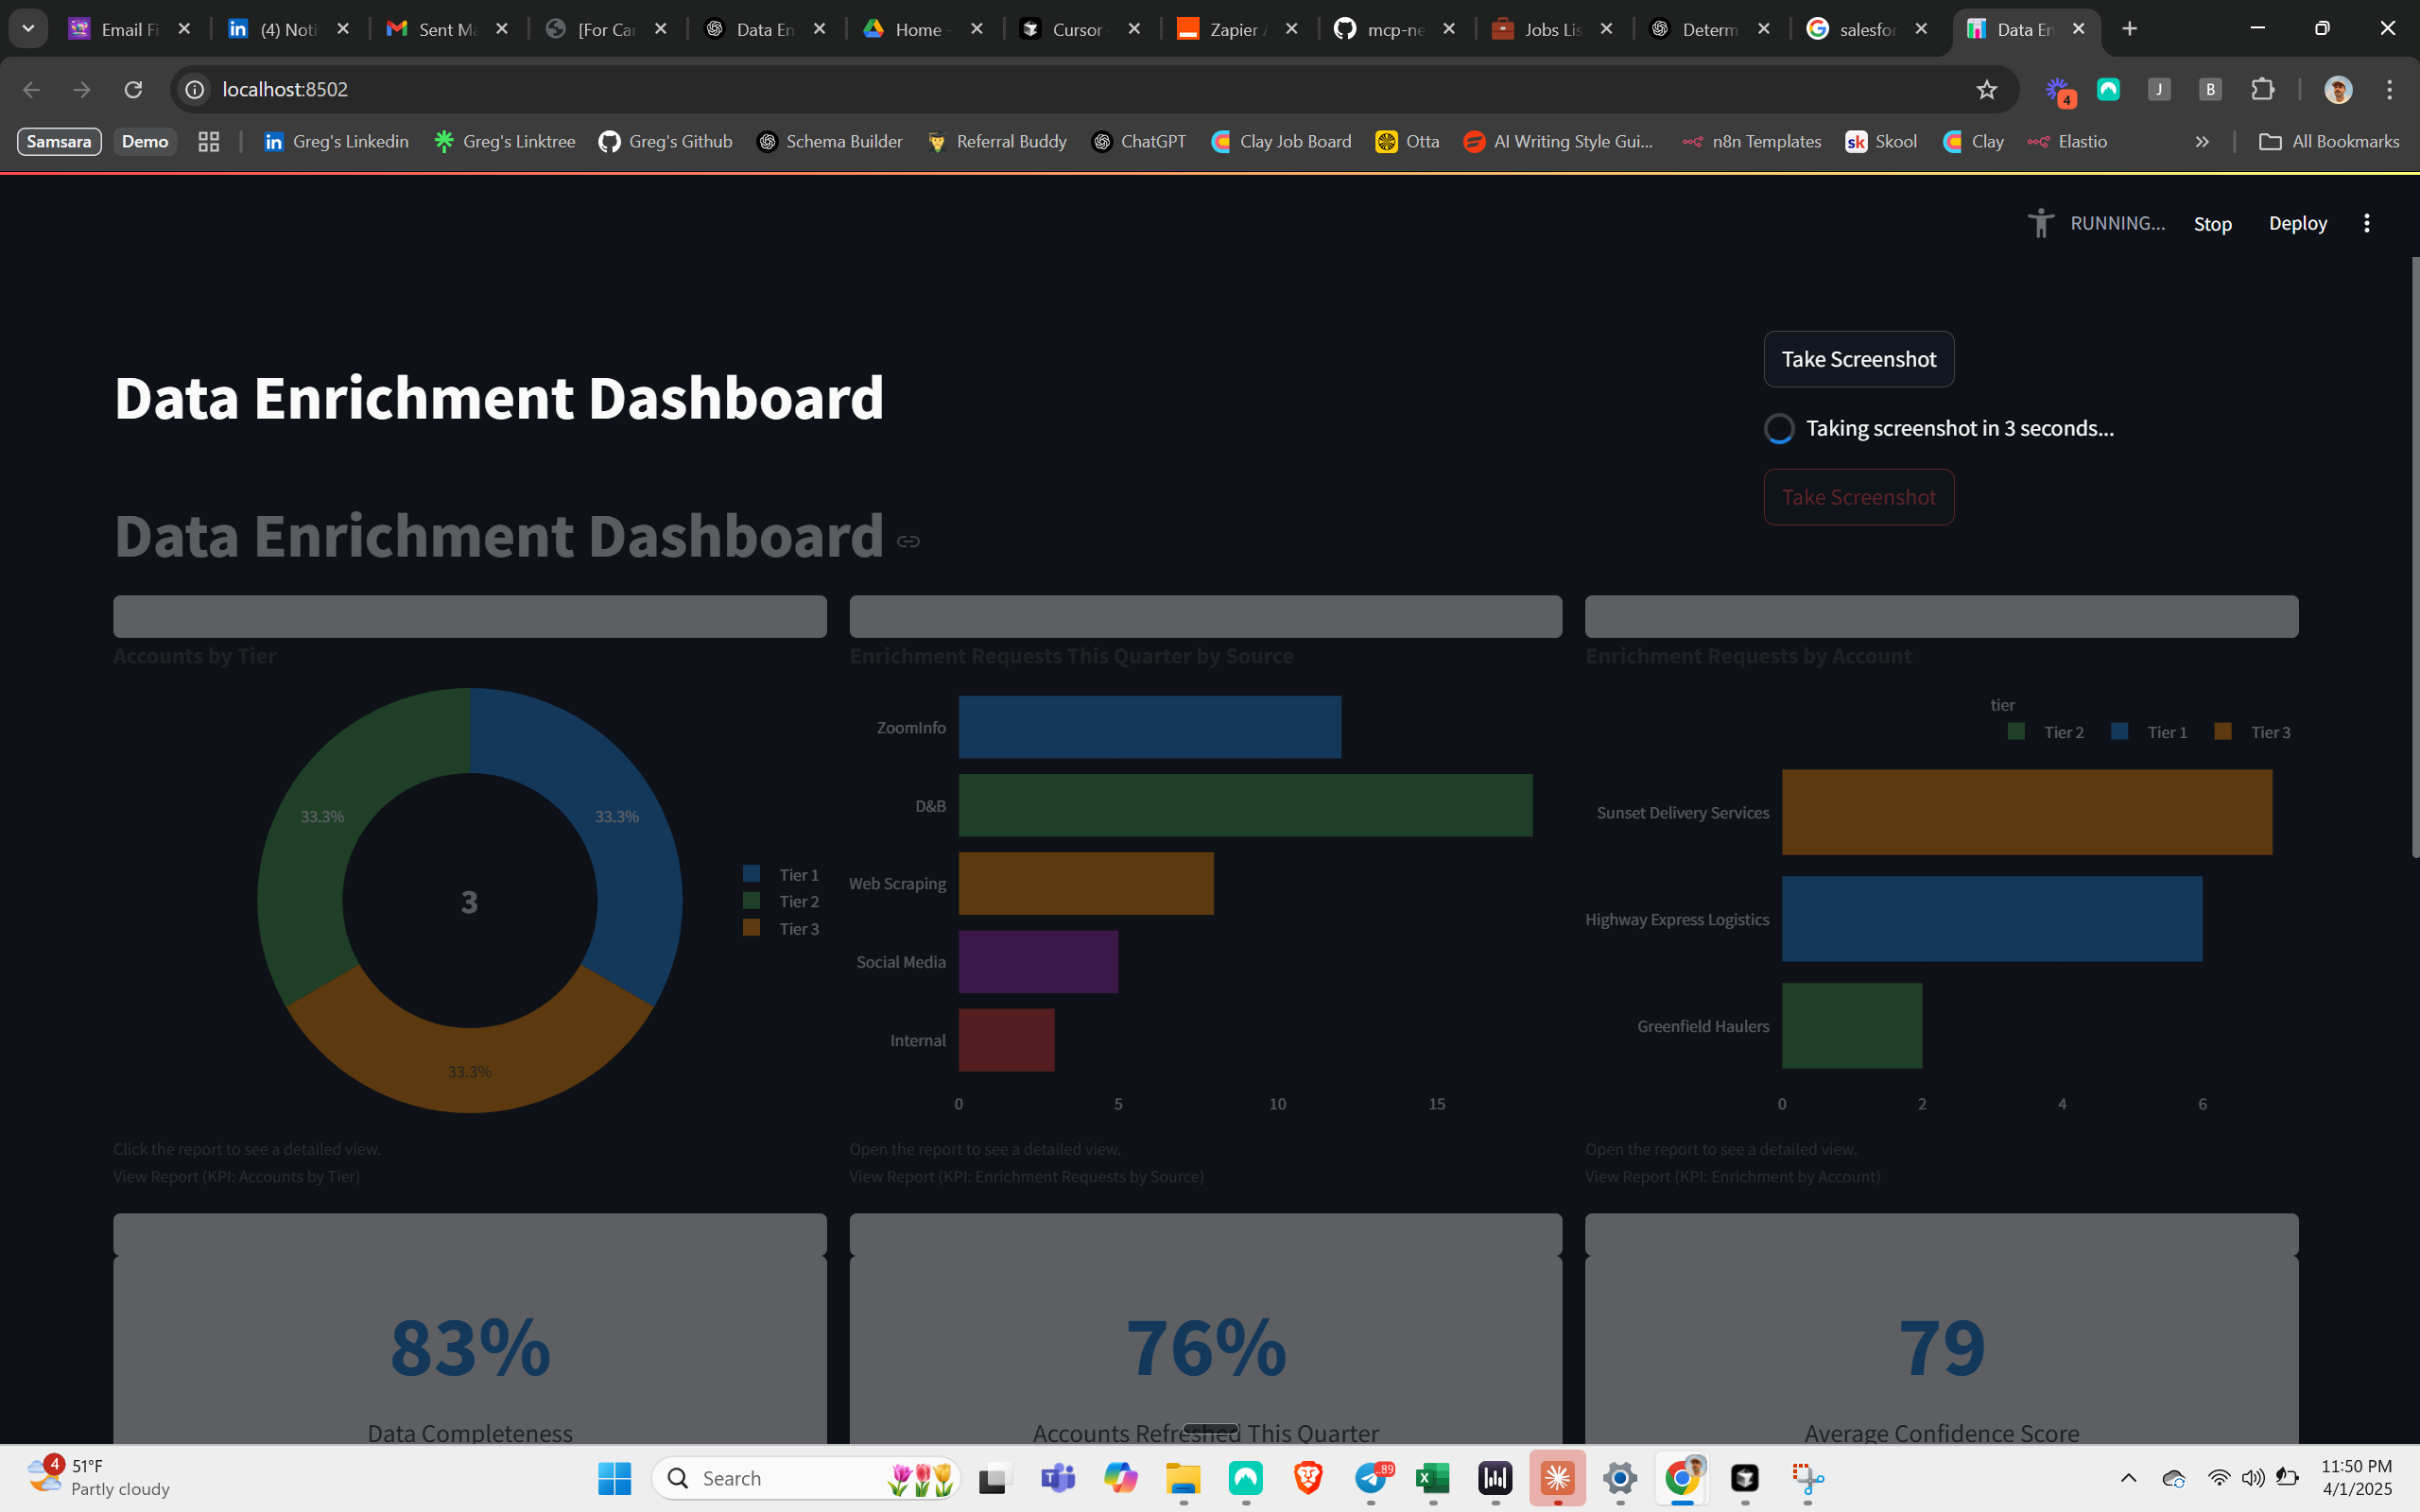 Email Fi
(4) Noti
Sent Ma
[For Car
Data En
Home -
Cursor -
Zapier A
mcp-ne
Jobs Lis
Determ
salesfor
Data En
localhost:8502
4
J
B
Samsara
Demo
Greg's Linkedin
Greg's Linktree
Greg's Github
Schema Builder
Referral Buddy
ChatGPT
Clay Job Board
Otta
AI Writing Style Gui...
n8n Templates
Skool
Clay
Elastio
All Bookmarks
RUNNING...
Stop
Deploy
Data Enrichment Dashboard
Take Screenshot
Taking screenshot in 3 seconds...
Take Screenshot
Data Enrichment Dashboard
Accounts by Tier
33.3%
33.3%
3
33.3%
Tier 1
Tier 2
Tier 3
Click the report to see a detailed view.
View Report (KPI: Accounts by Tier)
Enrichment Requests This Quarter by Source
ZoomInfo
D&B
Web Scraping
Social Media
Internal
0 5 10 15
Open the report to see a detailed view.
View Report (KPI: Enrichment Requests by Source)
Enrichment Requests by Account
tier
Tier 2 Tier 1 Tier 3
Sunset Delivery Services
Highway Express Logistics
Greenfield Haulers
0 2 4 6
Open the report to see a detailed view.
View Report (KPI: Enrichment by Account)
83%
Data Completeness
76%
Accounts Refreshed This Quarter
79
Average Confidence Score
4
51°F
Partly cloudy
Search
.89
11:50 PM
4/1/2025